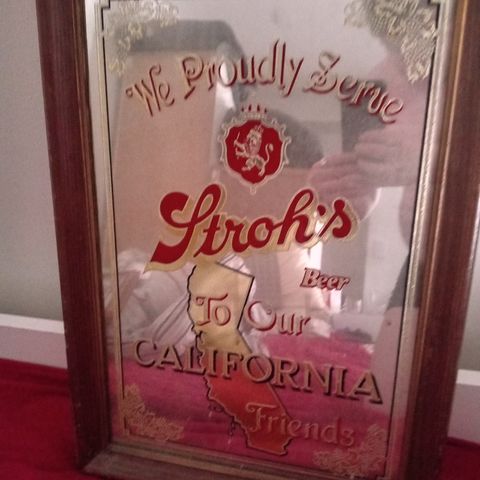 We Proudly Serve
Stroh's
Beer
To Our
CALIFORNIA
Friends